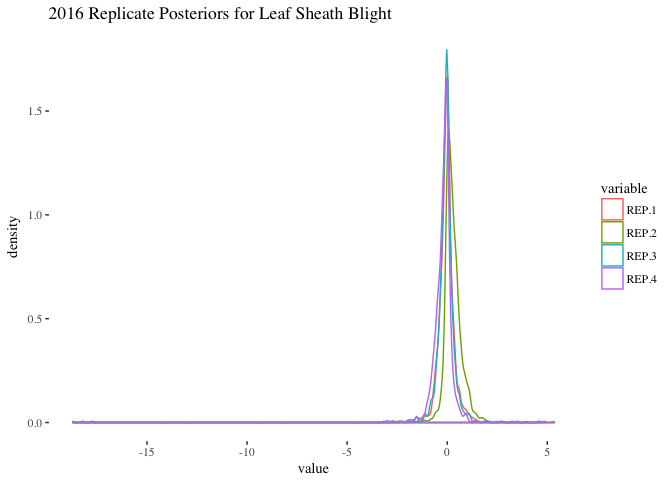 2016 Replicate Posteriors for Leaf Sheath Blight
1.5
1.0
0.5
0.0
density
-15
-10
-5
0
5
value
variable
REP.1
REP.2
REP.3
REP.4